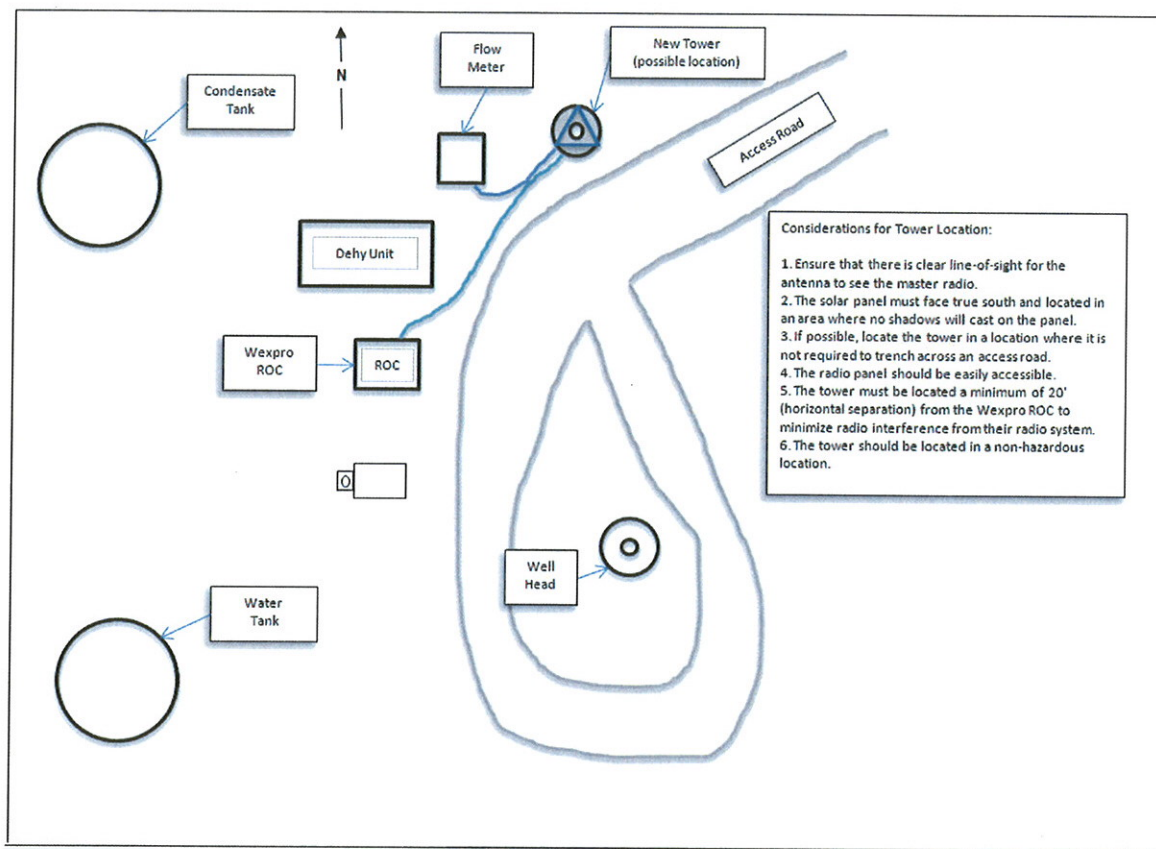 N
Flow
Meter
New Tower
(possible location)
Condensate
Tank
Access Road
Dehy Unit
Wexpro
ROC
ROC
Considerations for Tower Location:
1. Ensure that there is clear line-of-sight for the
antenna to see the master radio.
2. The solar panel must face true south and located in
an area where no shadows will cast on the panel.
3. If possible, locate the tower in a location where it is
not required to trench across an access road.
4. The radio panel should be easily accessible.
5. The tower must be located a minimum of 20'
(horizontal separation) from the Wexpro ROC to
minimize radio interference from their radio system.
6. The tower should be located in a non-hazardous
location.
O
Well
Head
Water
Tank